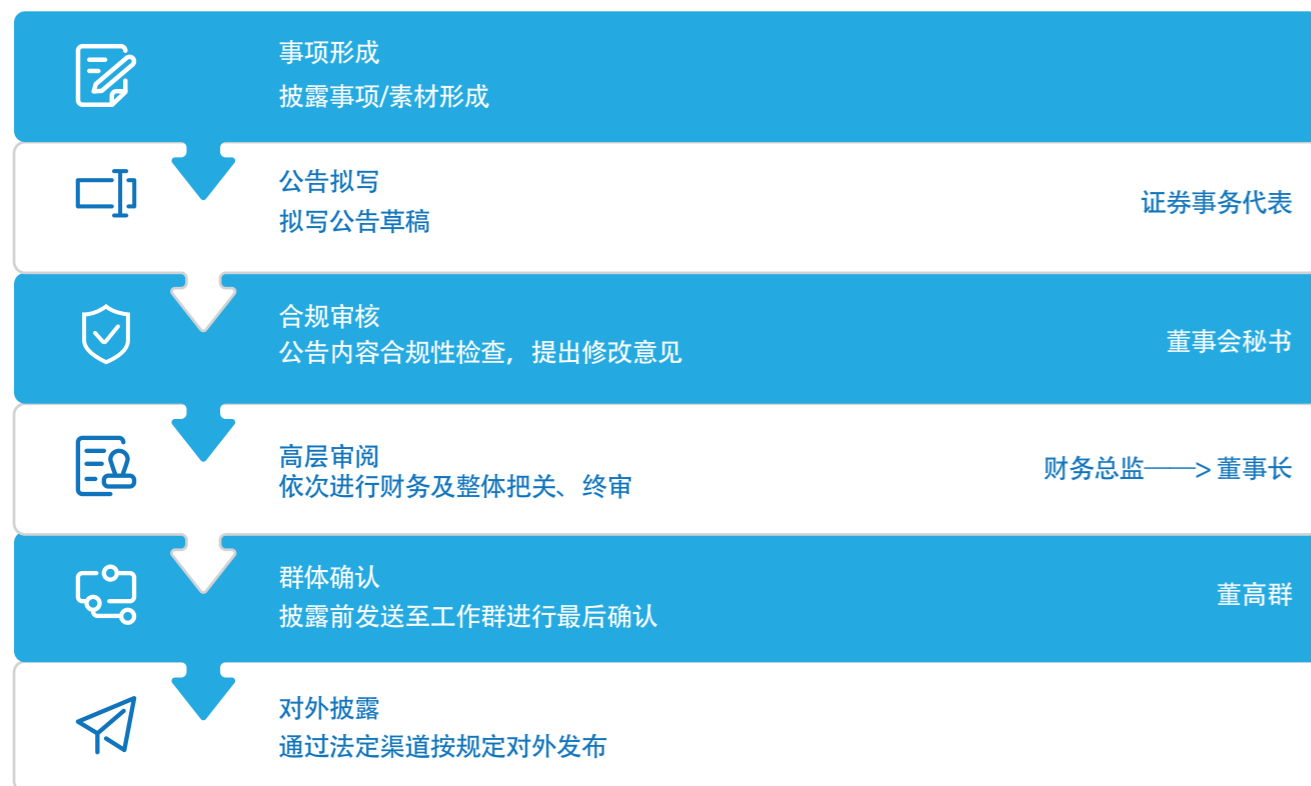 事项形成
披露事项/素材形成
公告拟写
拟写公告草稿
证券事务代表
合规审核
公告内容合规性检查，提出修改意见
董事会秘书
高层审阅
依次进行财务及整体把关、终审
财务总监——>董事长
群体确认
披露前发送至工作群进行最后确认
董高群
对外披露
通过法定渠道按规定对外发布